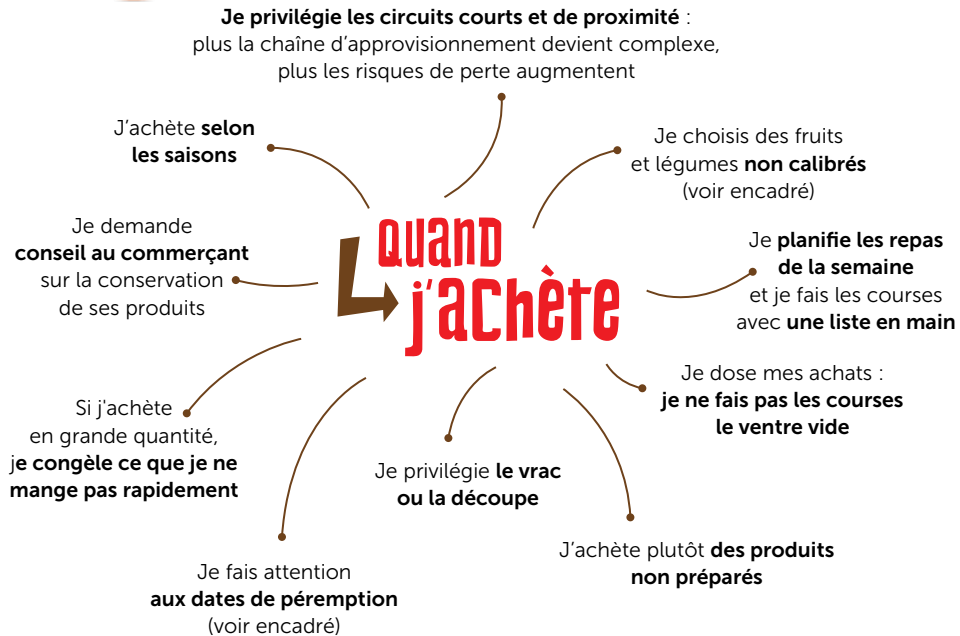 Je privilégie les circuits courts et de proximité :
plus la chaîne d'approvisionnement devient complexe,
plus les risques de perte augmentent
J'achète selon
les saisons
Je choisis des fruits
et légumes non calibrés
(voir encadré)
Je demande
conseil au commerçant
sur la conservation
de ses produits
quand
j'achète
Je planifie les repas
de la semaine
et je fais les courses
avec une liste en main
Je dose mes achats :
je ne fais pas les courses
le ventre vide
Si j'achète
en grande quantité,
je congèle ce que je ne
mange pas rapidement
Je privilégie le vrac
ou la découpe
J'achète plutôt des produits
non préparés
Je fais attention
aux dates de péremption
(voir encadré)